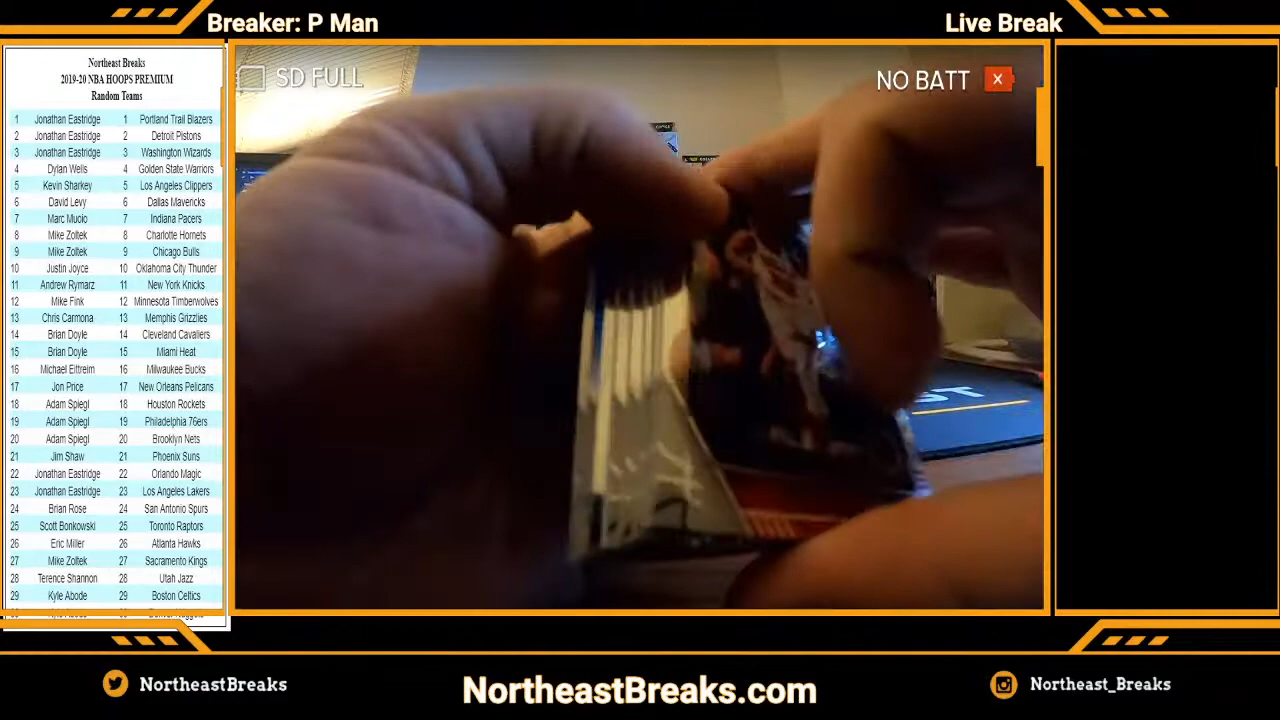 Breaker: P Man
Live Break
Northeast Breaks
2019-20 NBA HOOPS PREMIUM
Random Teams
1 Jonathan Eastridge 1 Portland Trail Blazers
2 Jonathan Eastridge 2 Detroit Pistons
3 Jonathan Eastridge 3 Washington Wizards
4 Dylan Wells 4 Golden State Warriors
5 Kevin Sharkey 5 Los Angeles Clippers
6 David Levy 6 Dallas Mavericks
7 Marc Mucio 7 Indiana Pacers
8 Mike Zoltek 8 Charlotte Hornets
9 Mike Zoltek 9 Chicago Bulls
10 Justin Joyce 10 Oklahoma City Thunder
11 Andrew Rymarz 11 New York Knicks
12 Mike Fink 12 Minnesota Timberwolves
13 Chris Carmona 13 Memphis Grizzlies
14 Brian Doyle 14 Cleveland Cavaliers
15 Brian Doyle 15 Miami Heat
16 Michael Eittreim 16 Milwaukee Bucks
17 Jon Price 17 New Orleans Pelicans
18 Adam Spiegl 18 Houston Rockets
19 Adam Spiegl 19 Philadelphia 76ers
20 Adam Spiegl 20 Brooklyn Nets
21 Jim Shaw 21 Phoenix Suns
22 Jonathan Eastridge 22 Orlando Magic
23 Jonathan Eastridge 23 Los Angeles Lakers
24 Brian Rose 24 San Antonio Spurs
25 Scott Bonkowski 25 Toronto Raptors
26 Eric Miller 26 Atlanta Hawks
27 Mike Zoltek 27 Sacramento Kings
28 Terence Shannon 28 Utah Jazz
29 Kyle Abode 29 Boston Celtics
SD FULL
NO BATT
ST
NortheastBreaks
NortheastBreaks.com
Northeast_Breaks